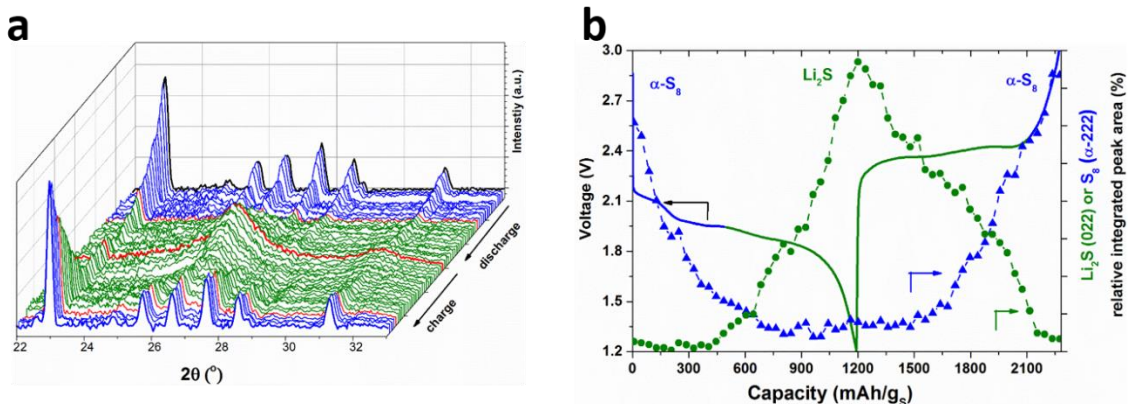 a
Intenstiy (a.u.)
discharge
charge
22 24 26 28 30 32
2θ (°)
b
3.0
2.7
2.4
2.1
1.8
1.5
1.2
Voltage (V)
α-S₈
Li₂S
α-S₈
0 300 600 900 1200 1500 1800 2100
Capacity (mAh/gₛ)
Li₂S (022) or S₈ (α-222)
relative integrated peak area (%)